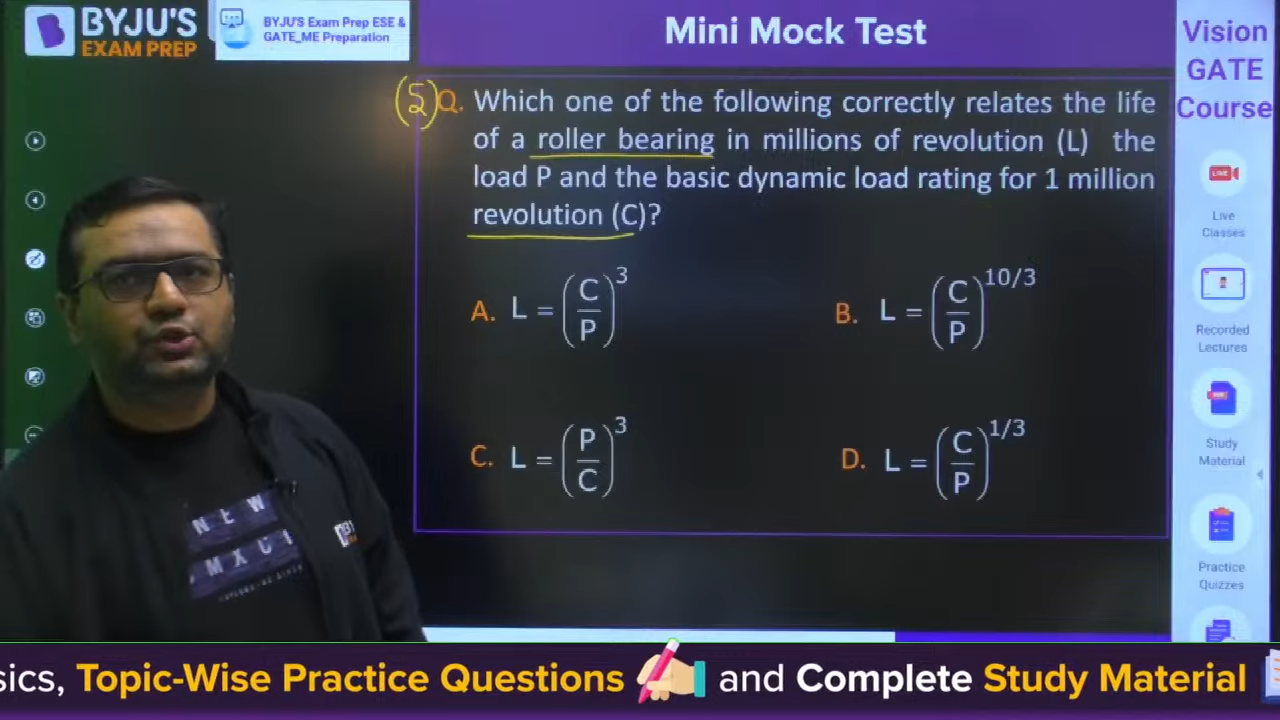 BYJU'S
EXAM PREP
BYJU'S Exam Prep ESE &
GATE_ME Preparation
Mini Mock Test
Vision
GATE
Course
(5) Q. Which one of the following correctly relates the life
of a roller bearing in millions of revolution (L) the
load P and the basic dynamic load rating for 1 million
revolution (C)?
A. L = (C/P)^3
B. L = (C/P)^10/3
C. L = (P/C)^3
D. L = (C/P)^1/3
LIVE
Live
Classes
Recorded
Lectures
Study
Material
Practice
Quizzes
NEW
sics, Topic-Wise Practice Questions and Complete Study Material